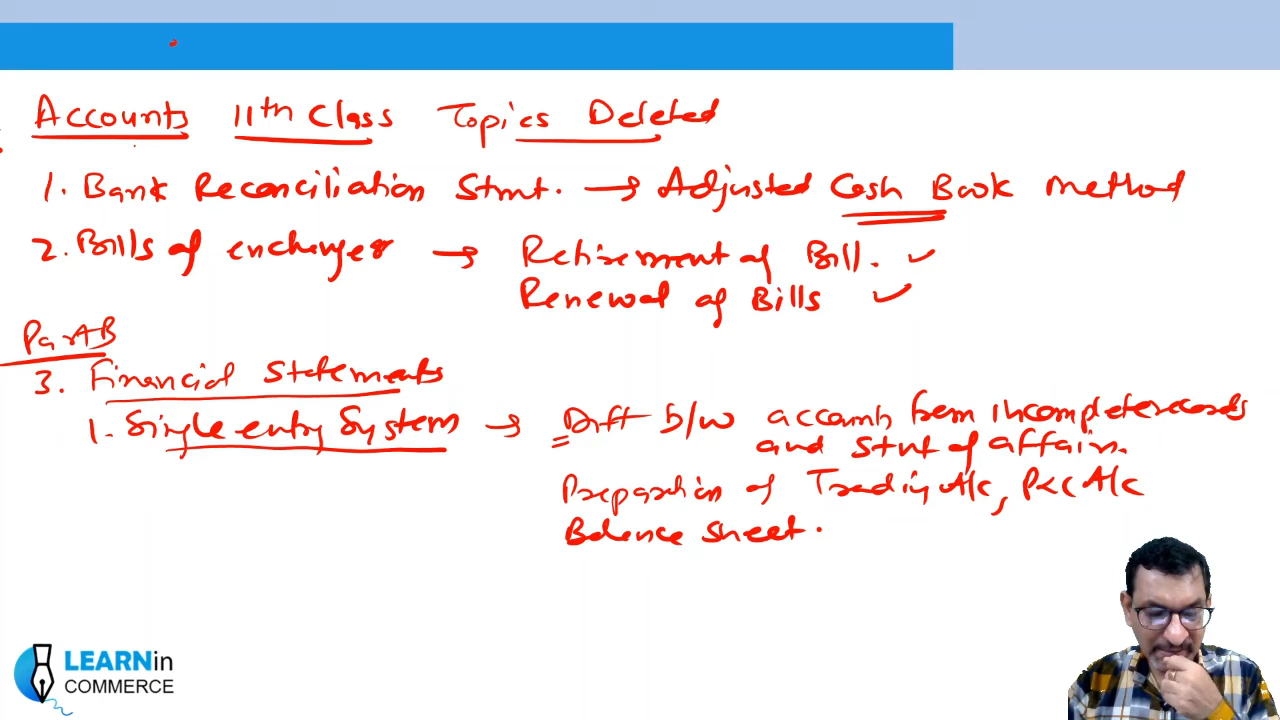 Accounts 11th Class Topics Deleted
1. Bank Reconciliation Stmt. → Adjusted Cash Book method
2. Bills of exchanges → Retirement of Bill.
Renewal of Bills
Part B
3. Financial Statements
1. Single entry System → Diff b/w accounts from incomplete records
and Stmt of affairs.
Preparation of Trading A/c, P&L A/c
Balance Sheet.
LEARNin
COMMERCE